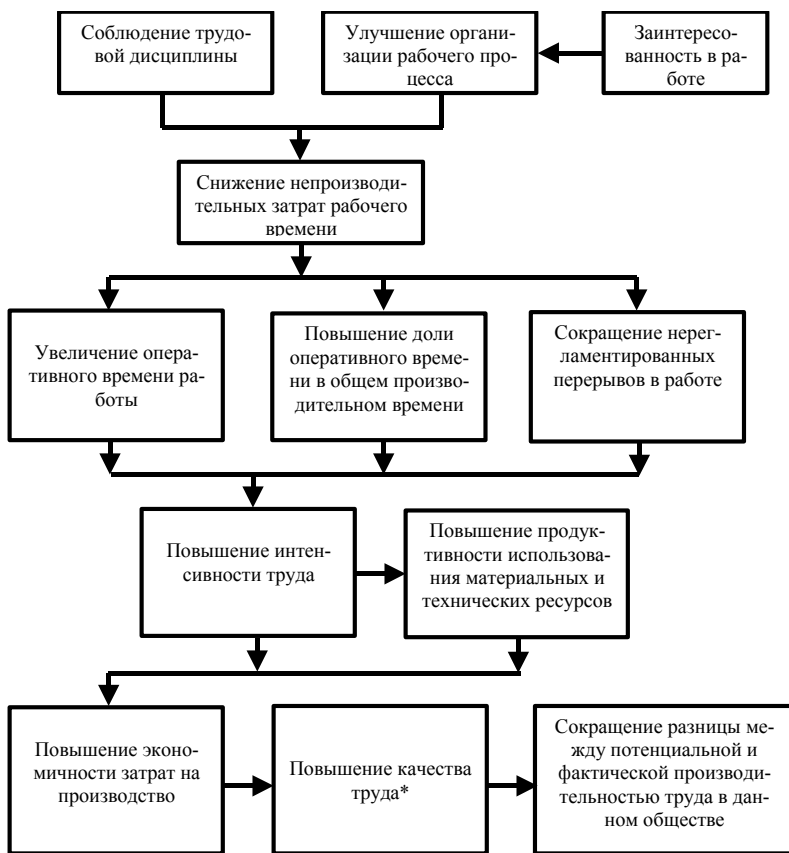 Соблюдение трудо-
вой дисциплины
Улучшение органи-
зации рабочего про-
цесса
Заинтересо-
ванность в ра-
боте
Снижение непроизводи-
тельных затрат рабочего
времени
Увеличение опера-
тивного времени ра-
боты
Повышение доли
оперативного време-
ни в общем производ-
дительном времени
Сокращение нерег-
ламентированных
перерывов в работе
Повышение интен-
сивности труда
Повышение продук-
тивности использова-
ния материальных и
технических ресурсов
Повышение эконо-
мичности затрат на
производство
Повышение качества
труда*
Сокращение разницы ме-
жду потенциальной и
фактической производи-
тельностью труда в дан-
ном обществе